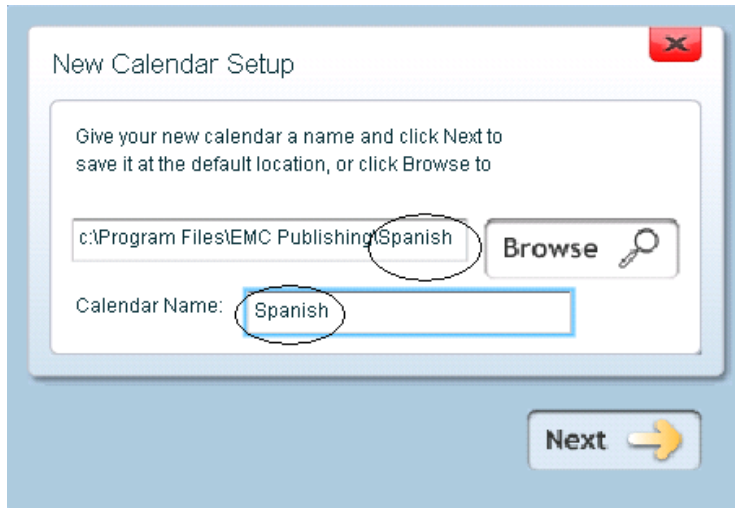 New Calendar Setup
Give your new calendar a name and click Next to
save it at the default location, or click Browse to
c:\Program Files\EMC Publishing\Spanish
Browse
Calendar Name: Spanish
Next